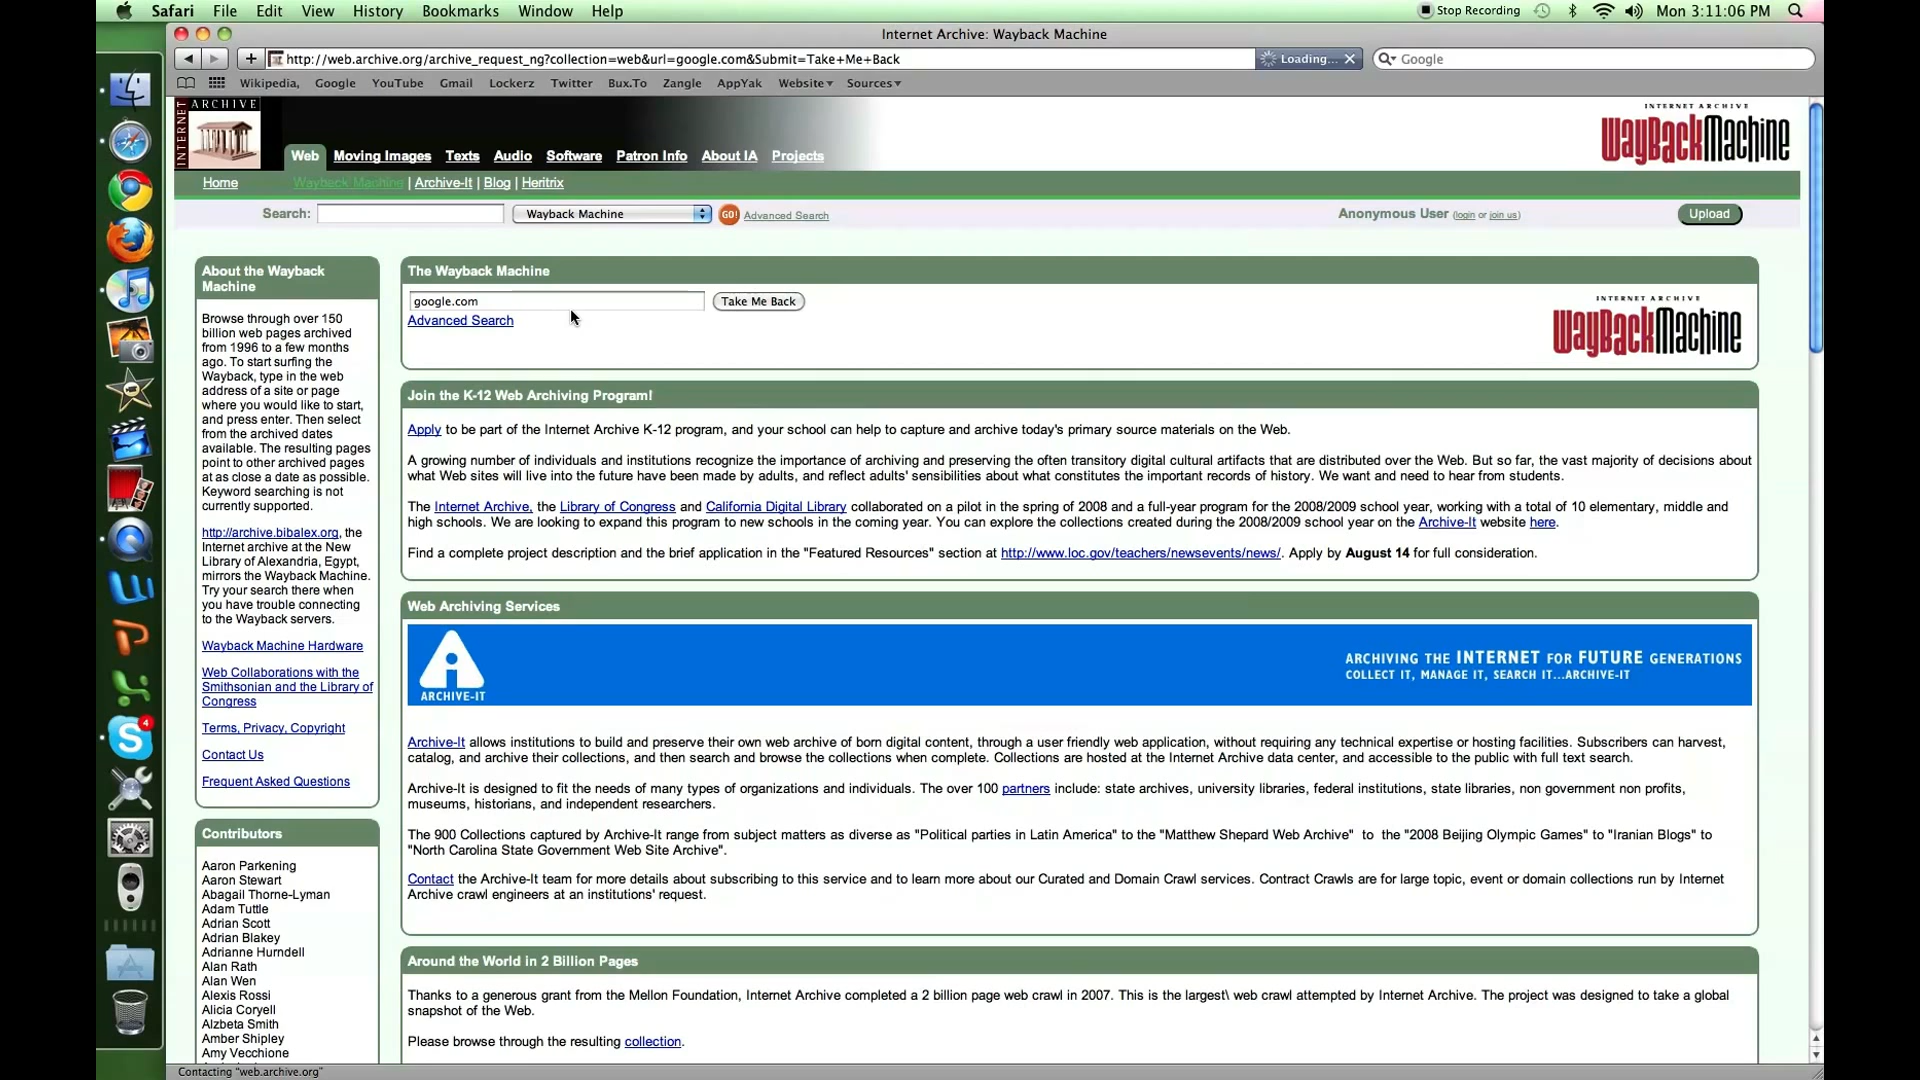 Safari File Edit View History Bookmarks Window Help Stop Recording Mon 3:11:06 PM
Internet Archive: Wayback Machine
http://web.archive.org/archive_request_ng?collection=web&url=google.com&Submit=Take+Me+Back Loading... Google
Wikipedia, Google YouTube Gmail Lockerz Twitter Bux.To Zangle AppYak Website Sources
INTERNET ARCHIVE
INTERNET ARCHIVE
WayBackMachine
Web Moving Images Texts Audio Software Patron Info About IA Projects
Home Wayback Machine | Archive-It | Blog | Heritrix
Search: Wayback Machine GO! Advanced Search Anonymous User (login or join us) Upload
About the Wayback
Machine
Browse through over 150
billion web pages archived
from 1996 to a few months
ago. To start surfing the
Wayback, type in the web
address of a site or page
where you would like to start,
and press enter. Then select
from the archived dates
available. The resulting pages
point to other archived pages
at as close a date as possible.
Keyword searching is not
currently supported.
http://archive.bibalex.org, the
Internet archive at the New
Library of Alexandria, Egypt,
mirrors the Wayback Machine.
Try your search there when
you have trouble connecting
to the Wayback servers.
Wayback Machine Hardware
Web Collaborations with the
Smithsonian and the Library of
Congress
Terms, Privacy, Copyright
Contact Us
Frequent Asked Questions
Contributors
Aaron Parkening
Aaron Stewart
Abagail Thorne-Lyman
Adam Tuttle
Adrian Scott
Adrian Blakey
Adrianne Hurndell
Alan Rath
Alan Wen
Alexis Rossi
Alicia Coryell
Alzbeta Smith
Amber Shipley
Amy Vecchione
The Wayback Machine
google.com Take Me Back
Advanced Search
INTERNET ARCHIVE
WayBackMachine
Join the K-12 Web Archiving Program!
Apply to be part of the Internet Archive K-12 program, and your school can help to capture and archive today's primary source materials on the Web.
A growing number of individuals and institutions recognize the importance of archiving and preserving the often transitory digital cultural artifacts that are distributed over the Web. But so far, the vast majority of decisions about
what Web sites will live into the future have been made by adults, and reflect adults' sensibilities about what constitutes the important records of history. We want and need to hear from students.
The Internet Archive, the Library of Congress and California Digital Library collaborated on a pilot in the spring of 2008 and a full-year program for the 2008/2009 school year, working with a total of 10 elementary, middle and
high schools. We are looking to expand this program to new schools in the coming year. You can explore the collections created during the 2008/2009 school year on the Archive-It website here.
Find a complete project description and the brief application in the "Featured Resources" section at http://www.loc.gov/teachers/newsevents/news/. Apply by August 14 for full consideration.
Web Archiving Services
ARCHIVE-IT
ARCHIVING THE INTERNET FOR FUTURE GENERATIONS
COLLECT IT, MANAGE IT, SEARCH IT...ARCHIVE-IT
Archive-It allows institutions to build and preserve their own web archive of born digital content, through a user friendly web application, without requiring any technical expertise or hosting facilities. Subscribers can harvest,
catalog, and archive their collections, and then search and browse the collections when complete. Collections are hosted at the Internet Archive data center, and accessible to the public with full text search.
Archive-It is designed to fit the needs of many types of organizations and individuals. The over 100 partners include: state archives, university libraries, federal institutions, state libraries, non government non profits,
museums, historians, and independent researchers.
The 900 Collections captured by Archive-It range from subject matters as diverse as "Political parties in Latin America" to the "Matthew Shepard Web Archive" to the "2008 Beijing Olympic Games" to "Iranian Blogs" to
"North Carolina State Government Web Site Archive".
Contact the Archive-It team for more details about subscribing to this service and to learn more about our Curated and Domain Crawl services. Contract Crawls are for large topic, event or domain collections run by Internet
Archive crawl engineers at an institutions' request.
Around the World in 2 Billion Pages
Thanks to a generous grant from the Mellon Foundation, Internet Archive completed a 2 billion page web crawl in 2007. This is the largest\ web crawl attempted by Internet Archive. The project was designed to take a global
snapshot of the Web.
Please browse through the resulting collection.
Contacting "web.archive.org"
4